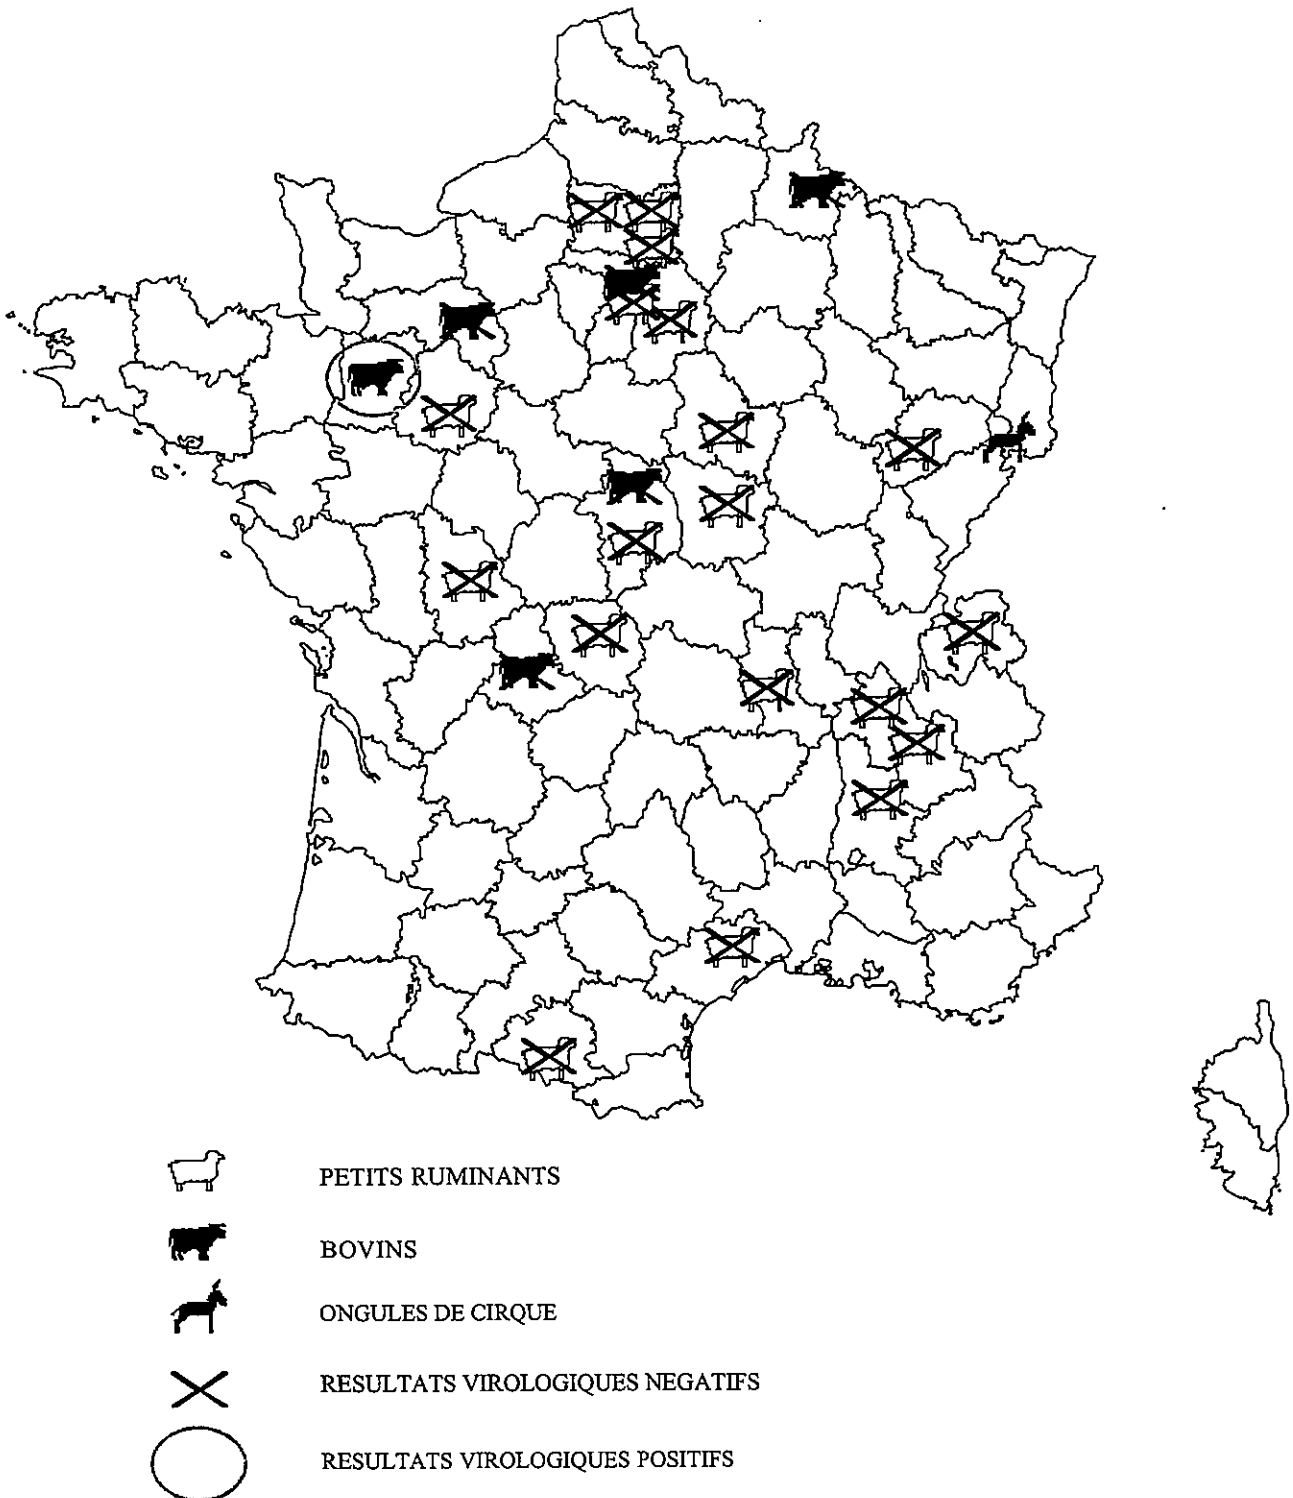 PETITS RUMINANTS
BOVINS
ONGULES DE CIRQUE
RESULTATS VIROLOGIQUES NEGATIFS
RESULTATS VIROLOGIQUES POSITIFS